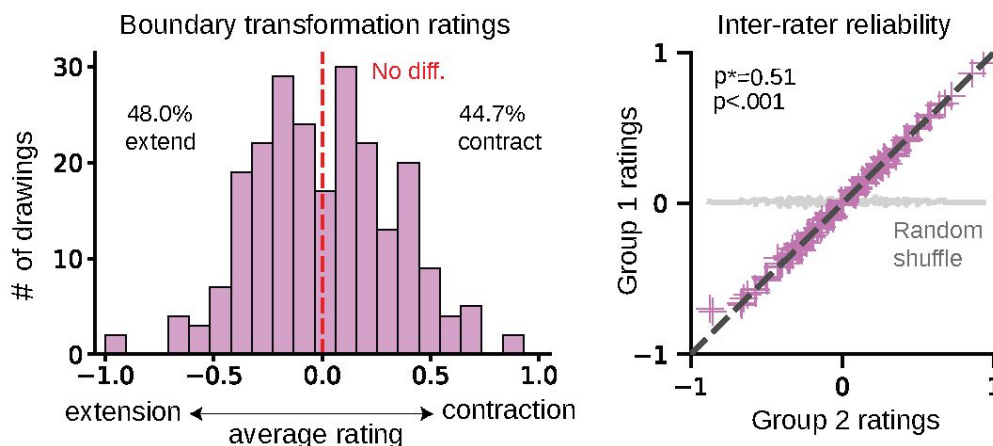 Boundary transformation ratings
30
20
10
0
# of drawings
48.0%
extend
No diff.
44.7%
contract
−1.0
−0.5
0.0
0.5
1.0
extension
contraction
average rating
Inter-rater reliability
1
0
−1
Group 1 ratings
p*=0.51
p<.001
Random
shuffle
−1
0
1
Group 2 ratings